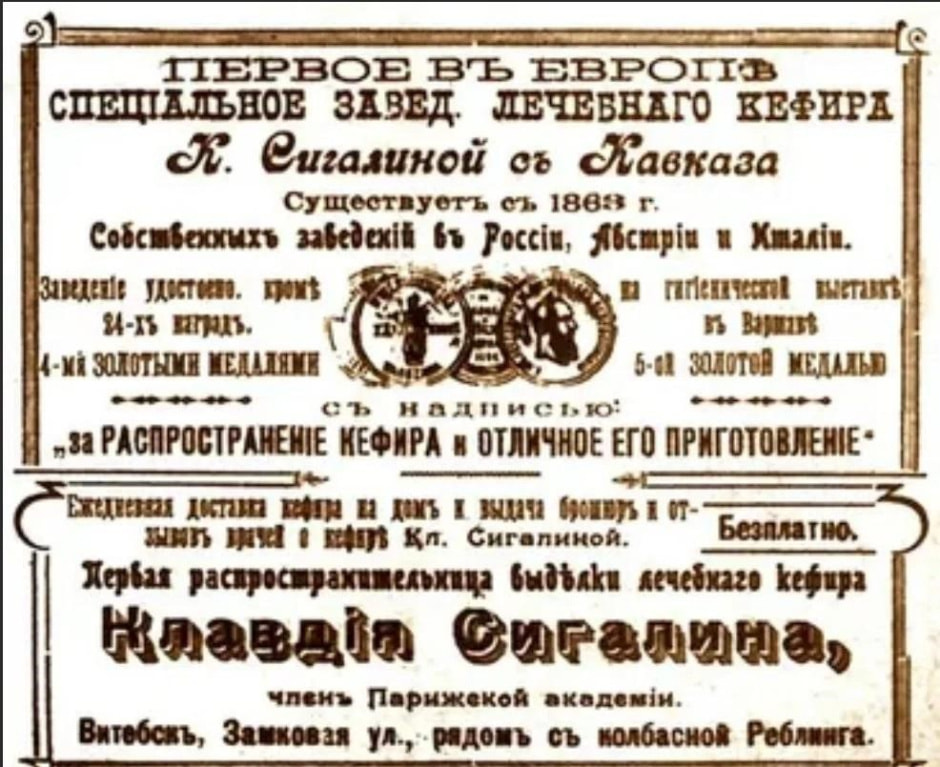 ПЕРВОЕ ВЪ ЕВРОПѢ
СПЕЦІАЛЬНОЕ ЗАВЕД. ЛЕЧЕБНАГО КЕФИРА
К. Сигалиной съ Кавказа
Существуетъ съ 1863 г.
Собственныхъ заведеній въ Россіи, Австріи и Италіи.
Заведеніе удостоено. кромѣ
24-хъ наградъ.
4-мя ЗОЛОТЫМИ МЕДАЛЯМИ
на гигіенической выставкѣ
въ Варшавѣ
5-ой ЗОЛОТОЙ МЕДАЛЬЮ
съ надписью:
„за РАСПРОСТРАНЕНІЕ КЕФИРА и ОТЛИЧНОЕ ЕГО ПРИГОТОВЛЕНІЕ"
Ежедневная доставка кефира на домъ и выдача брошюръ и от-
зывовъ врачей о кефирѣ Кл. Сигалиной.
Безплатно.
Первая распространительница выдѣлки лечебнаго кефира
Клавдія Сигалина,
членъ Парижской академіи.
Витебскъ, Замковая ул., рядомъ съ колбасной Реблинга.